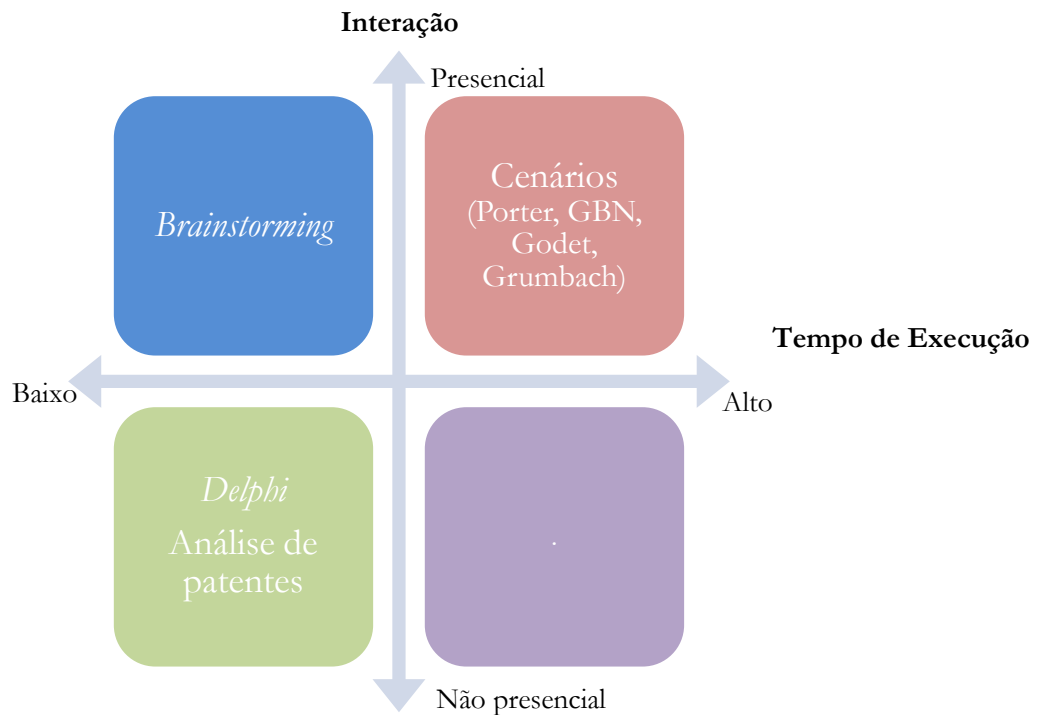 Interação
Presencial
Brainstorming
Cenários
(Porter, GBN,
Godet,
Grumbach)
Tempo de Execução
Baixo
Alto
Delphi
Análise de
patentes
.
Não presencial